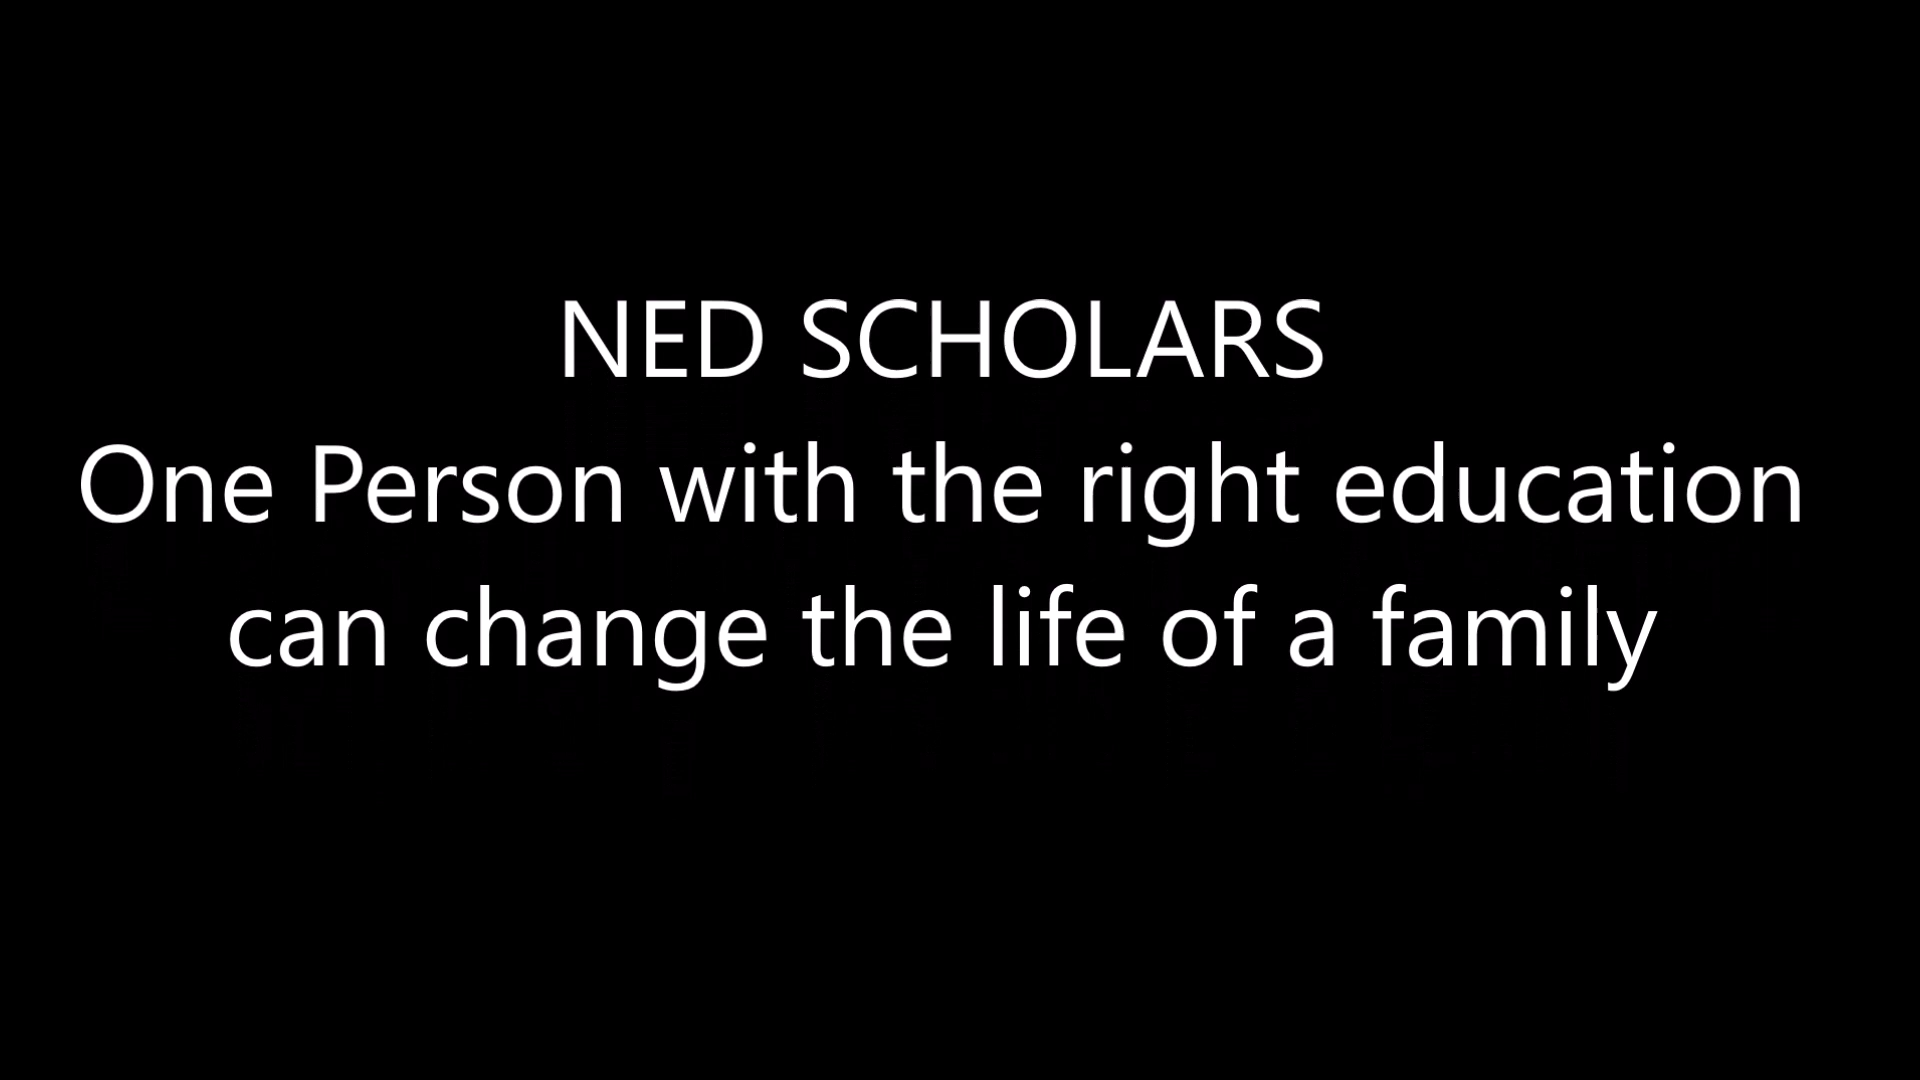 NED SCHOLARS
One Person with the right education
can change the life of a family